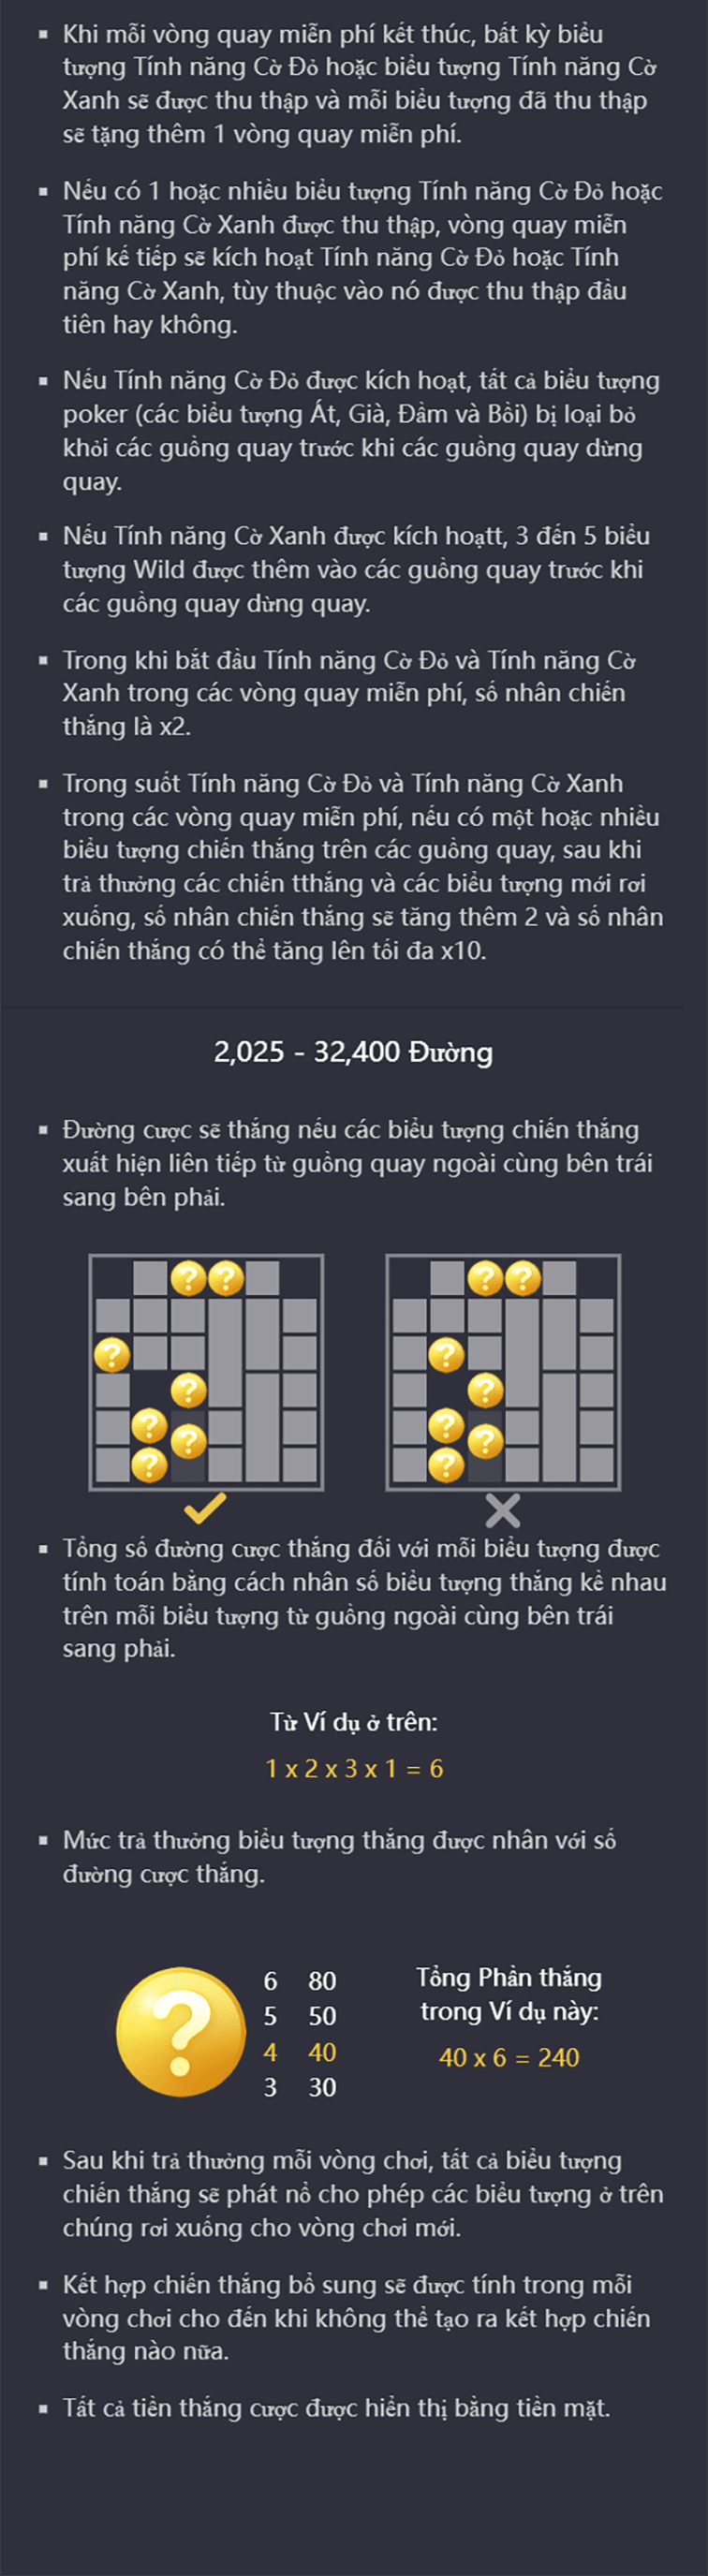 Khi mỗi vòng quay miễn phí kết thúc, bất kỳ biểu
tượng Tính năng Cờ Đỏ hoặc biểu tượng Tính năng Cờ
Xanh sẽ được thu thập và mỗi biểu tượng đã thu thập
sẽ tặng thêm 1 vòng quay miễn phí.
Nếu có 1 hoặc nhiều biểu tượng Tính năng Cờ Đỏ hoặc
Tính năng Cờ Xanh được thu thập, vòng quay miễn
phí kế tiếp sẽ kích hoạt Tính năng Cờ Đỏ hoặc Tính
năng Cờ Xanh, tùy thuộc vào nó được thu thập đầu
tiên hay không.
Nếu Tính năng Cờ Đỏ được kích hoạt, tất cả biểu tượng
poker (các biểu tượng Át, Già, Đầm và Bồi) bị loại bỏ
khỏi các guồng quay trước khi các guồng quay dừng
quay.
Nếu Tính năng Cờ Xanh được kích hoạtt, 3 đến 5 biểu
tượng Wild được thêm vào các guồng quay trước khi
các guồng quay dừng quay.
Trong khi bắt đầu Tính năng Cờ Đỏ và Tính năng Cờ
Xanh trong các vòng quay miễn phí, số nhân chiến
thắng là x2.
Trong suốt Tính năng Cờ Đỏ và Tính năng Cờ Xanh
trong các vòng quay miễn phí, nếu có một hoặc nhiều
biểu tượng chiến thắng trên các guồng quay, sau khi
trả thưởng các chiến tthắng và các biểu tượng mới rơi
xuống, số nhân chiến thắng sẽ tăng thêm 2 và số nhân
chiến thắng có thể tăng lên tối đa x10.
2,025 - 32,400 Đường
Đường cược sẽ thắng nếu các biểu tượng chiến thắng
xuất hiện liên tiếp từ guồng quay ngoài cùng bên trái
sang bên phải.
? ? ? ?
? ?
? ?
? ?
? ?
? ?
Tổng số đường cược thắng đối với mỗi biểu tượng được
tính toán bằng cách nhân số biểu tượng thắng kề nhau
trên mỗi biểu tượng từ guồng ngoài cùng bên trái
sang phải.
Từ Ví dụ ở trên:
1 x 2 x 3 x 1 = 6
Mức trả thưởng biểu tượng thắng được nhân với số
đường cược thắng.
?
6 80
5 50
4 40
3 30
Tổng Phần thắng
trong Ví dụ này:
40 x 6 = 240
Sau khi trả thưởng mỗi vòng chơi, tất cả biểu tượng
chiến thắng sẽ phát nổ cho phép các biểu tượng ở trên
chúng rơi xuống cho vòng chơi mới.
Kết hợp chiến thắng bổ sung sẽ được tính trong mỗi
vòng chơi cho đến khi không thể tạo ra kết hợp chiến
thắng nào nữa.
Tất cả tiền thắng cược được hiển thị bằng tiền mặt.